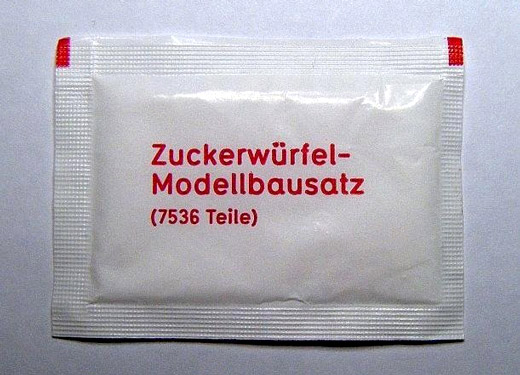 Zuckerwürfel-
Modellbausatz
(7536 Teile)